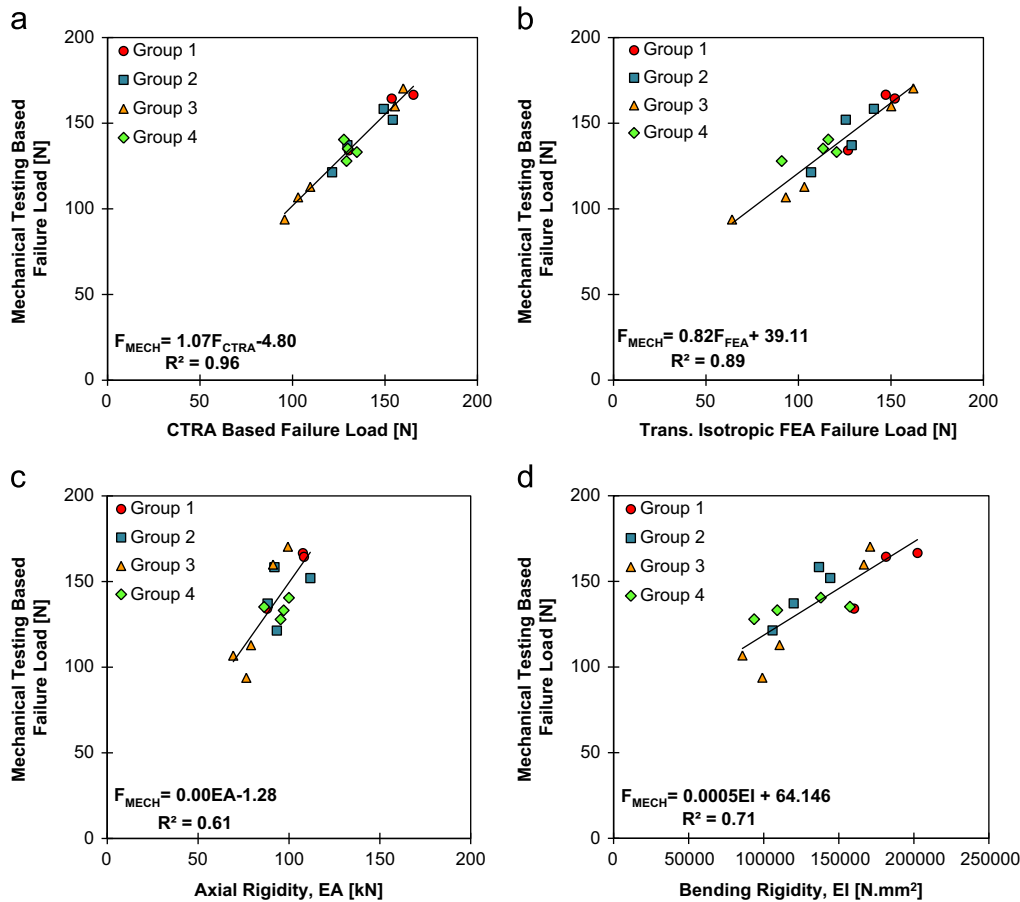 a
Mechanical Testing Based
Failure Load [N]
200
150
100
50
0
Group 1
Group 2
Group 3
Group 4
F_MECH= 1.07F_CTRA-4.80
R² = 0.96
0 50 100 150 200
CTRA Based Failure Load [N]
b
Mechanical Testing Based
Failure Load [N]
200
150
100
50
0
Group 1
Group 2
Group 3
Group 4
F_MECH= 0.82F_FEA+ 39.11
R² = 0.89
0 50 100 150 200
Trans. Isotropic FEA Failure Load [N]
c
Mechanical Testing Based
Failure Load [N]
200
150
100
50
0
Group 1
Group 2
Group 3
Group 4
F_MECH= 0.00EA-1.28
R² = 0.61
0 50 100 150 200
Axial Rigidity, EA [kN]
d
Mechanical Testing Based
Failure Load [N]
200
150
100
50
0
Group 1
Group 2
Group 3
Group 4
F_MECH= 0.0005EI + 64.146
R² = 0.71
0 50000 100000 150000 200000 250000
Bending Rigidity, EI [N.mm²]